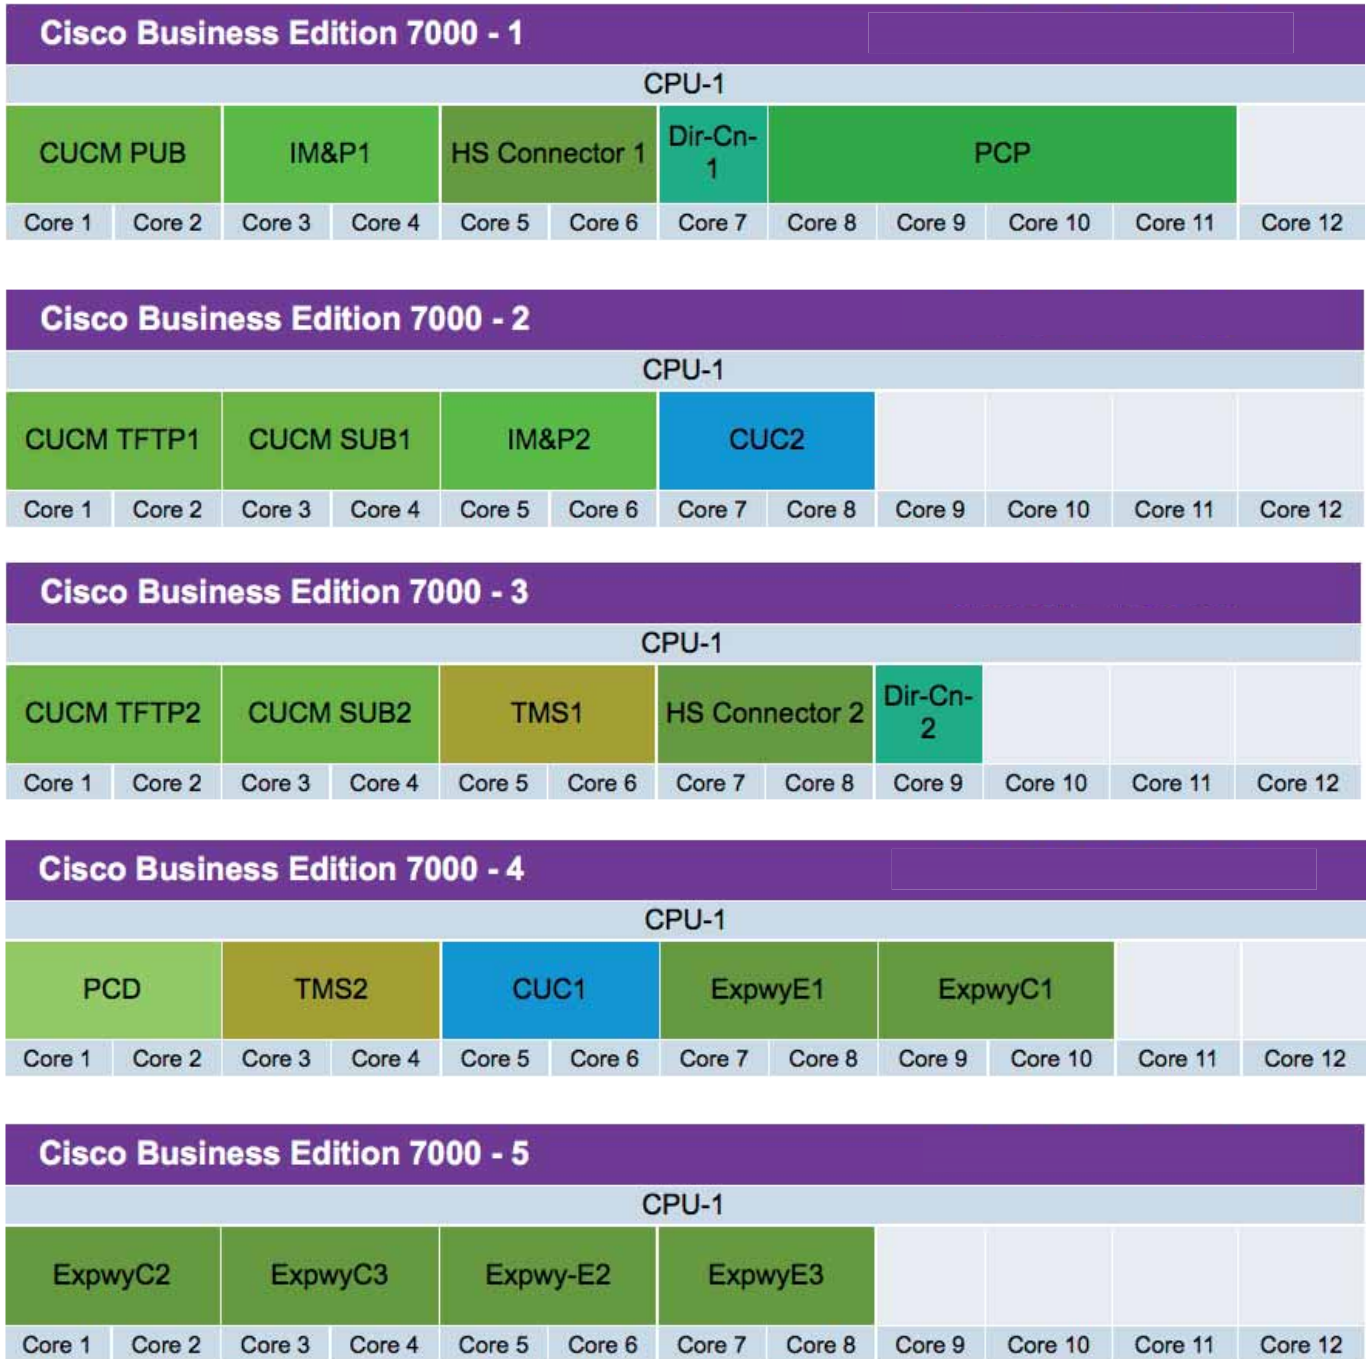 Cisco Business Edition 7000 - 1
CPU-1
CUCM PUB IM&P1 HS Connector 1 Dir-Cn- PCP
1
Core 1 Core 2 Core 3 Core 4 Core 5 Core 6 Core 7 Core 8 Core 9 Core 10 Core 11 Core 12
Cisco Business Edition 7000 - 2
CPU-1
CUCM TFTP1 CUCM SUB1 IM&P2 CUC2
Core 1 Core 2 Core 3 Core 4 Core 5 Core 6 Core 7 Core 8 Core 9 Core 10 Core 11 Core 12
Cisco Business Edition 7000 - 3
CPU-1
CUCM TFTP2 CUCM SUB2 TMS1 HS Connector 2 Dir-Cn-
2
Core 1 Core 2 Core 3 Core 4 Core 5 Core 6 Core 7 Core 8 Core 9 Core 10 Core 11 Core 12
Cisco Business Edition 7000 - 4
CPU-1
PCD TMS2 CUC1 ExpwyE1 ExpwyC1
Core 1 Core 2 Core 3 Core 4 Core 5 Core 6 Core 7 Core 8 Core 9 Core 10 Core 11 Core 12
Cisco Business Edition 7000 - 5
CPU-1
ExpwyC2 ExpwyC3 Expwy-E2 ExpwyE3
Core 1 Core 2 Core 3 Core 4 Core 5 Core 6 Core 7 Core 8 Core 9 Core 10 Core 11 Core 12